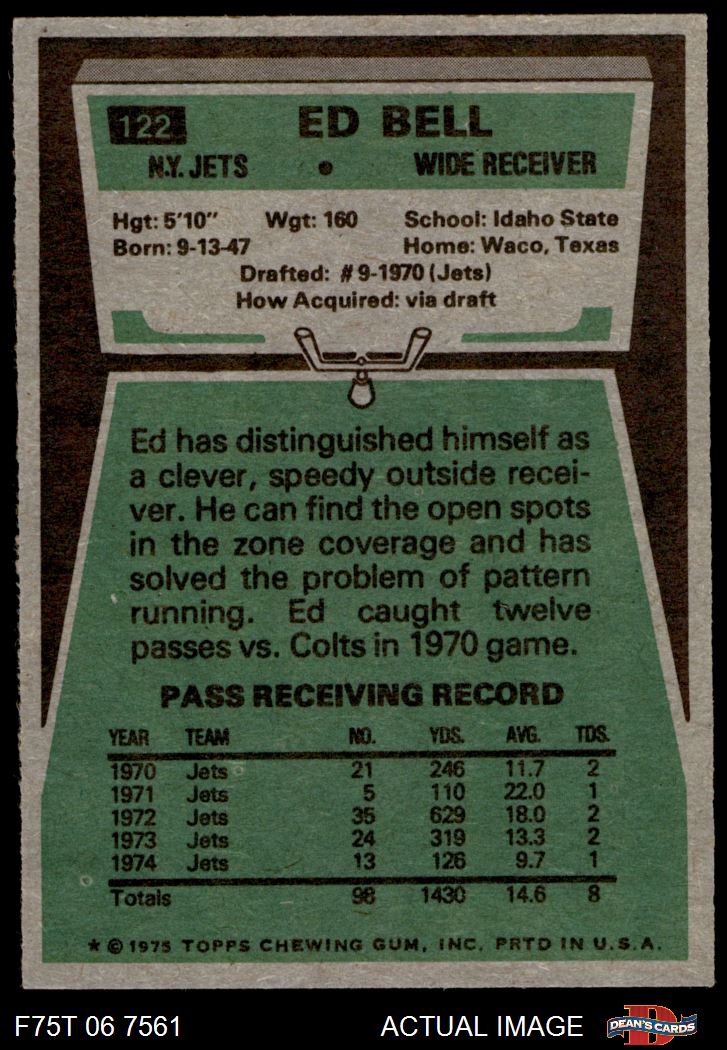 122 ED BELL
N.Y. JETS • WIDE RECEIVER
Hgt: 5'10" Wgt: 160 School: Idaho State
Born: 9-13-47 Home: Waco, Texas
Drafted: #9-1970 (Jets)
How Acquired: via draft
Ed has distinguished himself as
a clever, speedy outside recei-
ver. He can find the open spots
in the zone coverage and has
solved the problem of pattern
running. Ed caught twelve
passes vs. Colts in 1970 game.
PASS RECEIVING RECORD
YEAR TEAM NO. YDS. AVG. TDS.
1970 Jets 21 246 11.7 2
1971 Jets 5 110 22.0 1
1972 Jets 35 629 18.0 2
1973 Jets 24 319 13.3 2
1974 Jets 13 126 9.7 1
Totals 98 1430 14.6 8
* © 1975 TOPPS CHEWING GUM, INC. PRTD IN U.S.A.
F75T 06 7561 ACTUAL IMAGE DEAN'S CARDS